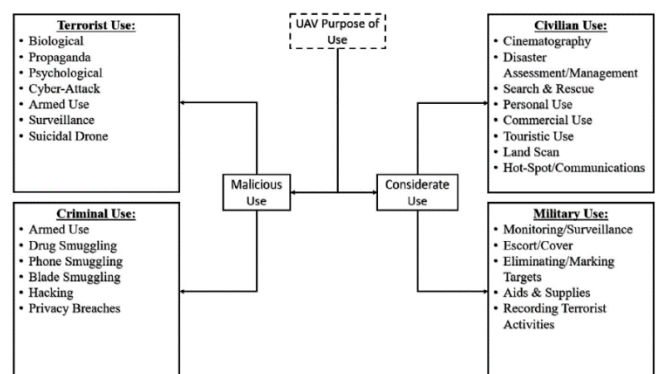 UAV Purpose of
Use
Terrorist Use:
• Biological
• Propaganda
• Psychological
• Cyber-Attack
• Armed Use
• Surveillance
• Suicidal Drone
Civilian Use:
• Cinematography
• Disaster
Assessment/Management
• Search & Rescue
• Personal Use
• Commercial Use
• Touristic Use
• Land Scan
• Hot-Spot/Communications
Malicious
Use
Considerate
Use
Criminal Use:
• Armed Use
• Drug Smuggling
• Phone Smuggling
• Blade Smuggling
• Hacking
• Privacy Breaches
Military Use:
• Monitoring/Surveillance
• Escort/Cover
• Eliminating/Marking
Targets
• Aids & Supplies
• Recording Terrorist
Activities